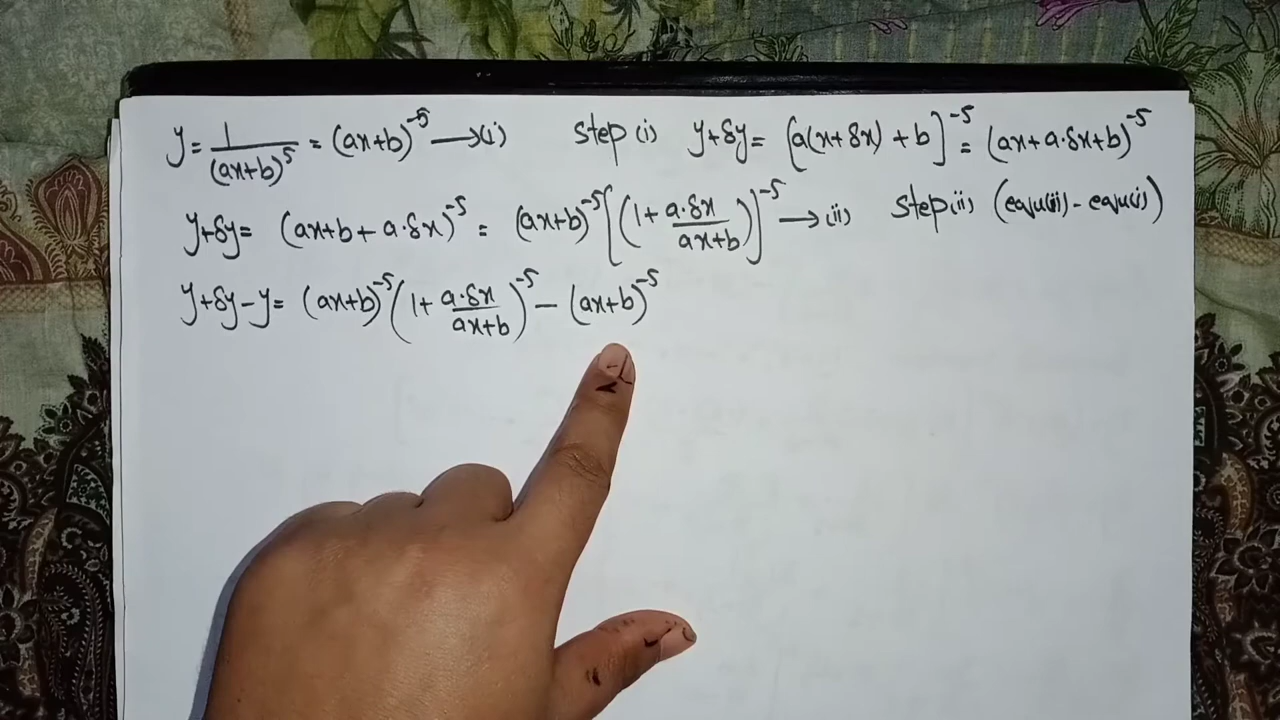 y = 1/(ax+b)^5 = (ax+b)^-5 → (i) Step (i) y+δy = [a(x+δx) + b]^-5 = (ax+a·δx+b)^-5
y+δy = (ax+b + a·δx)^-5 = (ax+b)^-5 [(1 + a·δx/ax+b)]^-5 → (ii) Step (ii) (equ(ii) - equ(i))
y+δy-y = (ax+b)^-5 (1 + a·δx/ax+b)^-5 - (ax+b)^-5